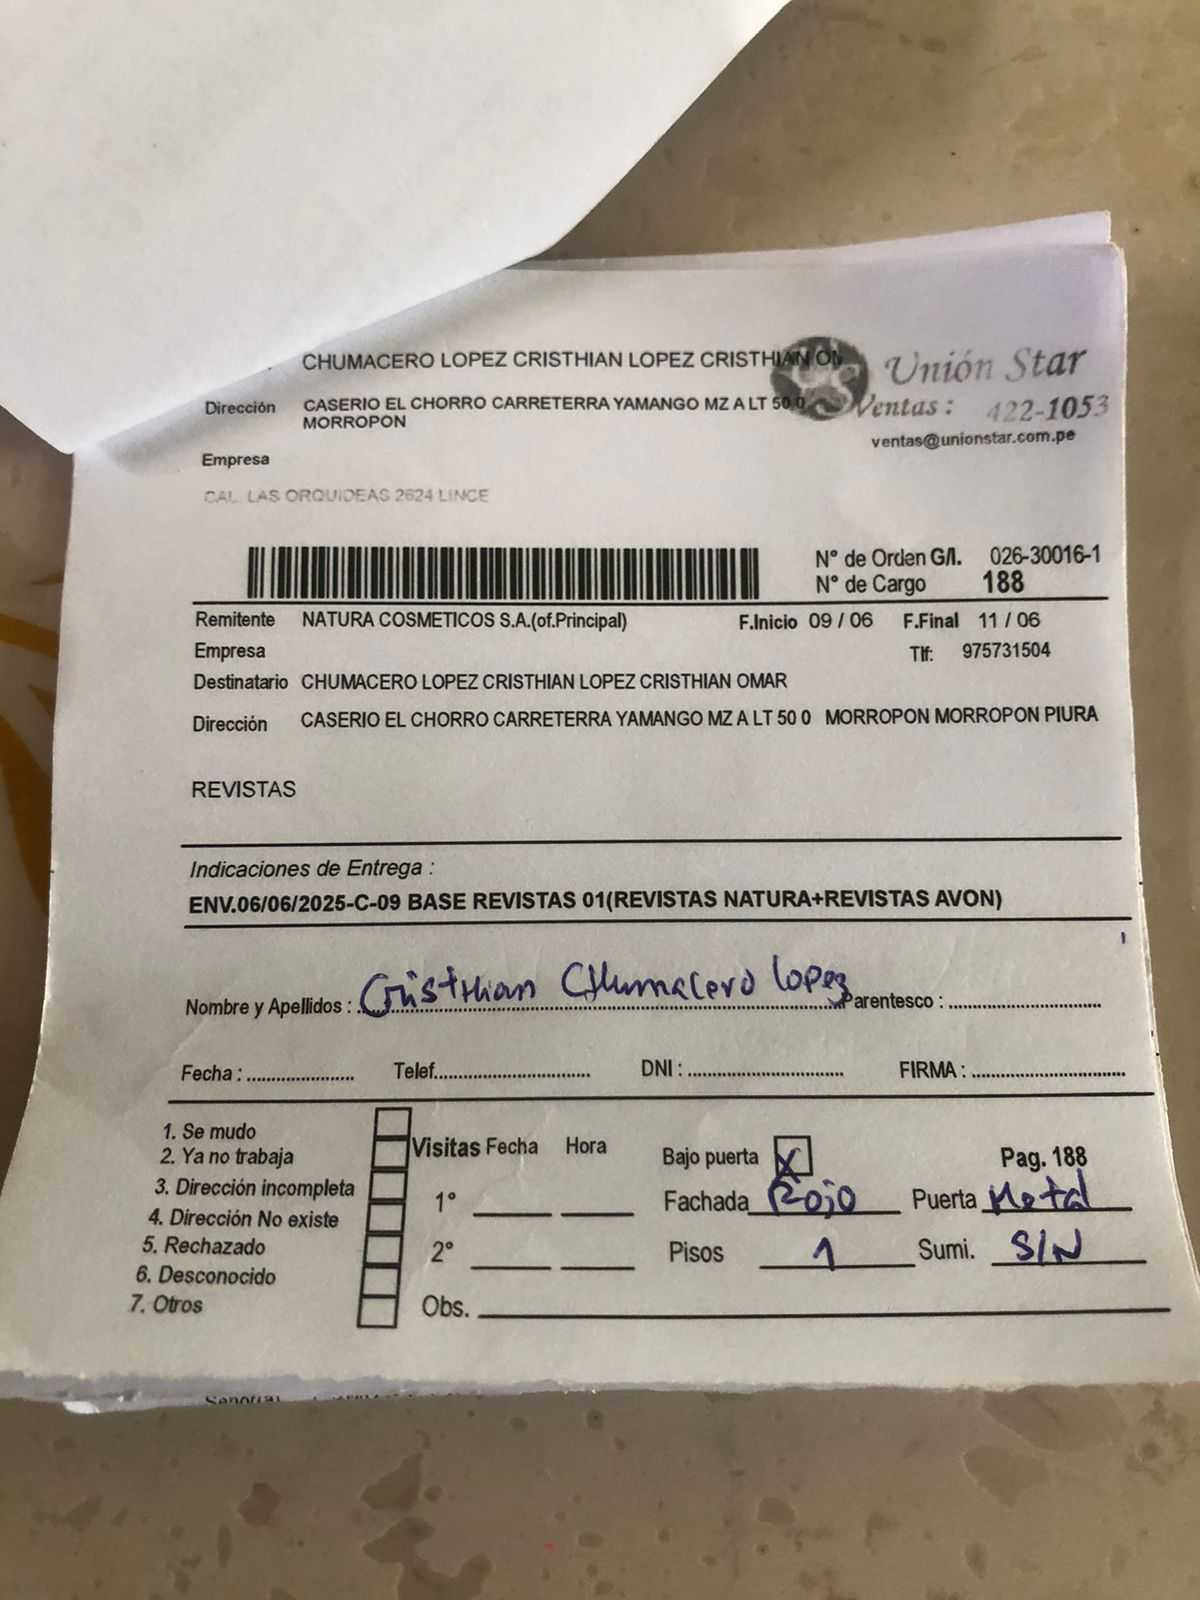 CHUMACERO LOPEZ CRISTHIAN LOPEZ CRISTHIAN OM
Unión Star
Dirección CASERIO EL CHORRO CARRETERRA YAMANGO MZ A LT 50 0
MORROPON
Ventas: 422-1053
ventas@unionstar.com.pe
Empresa
CAL. LAS ORQUIDEAS 2624 LINCE
N° de Orden G/I. 026-30016-1
N° de Cargo 188
Remitente NATURA COSMETICOS S.A.(of.Principal) F.Inicio 09 / 06 F.Final 11 / 06
Empresa Tlf: 975731504
Destinatario CHUMACERO LOPEZ CRISTHIAN LOPEZ CRISTHIAN OMAR
Dirección CASERIO EL CHORRO CARRETERRA YAMANGO MZ A LT 50 0 MORROPON MORROPON PIURA
REVISTAS
Indicaciones de Entrega :
ENV.06/06/2025-C-09 BASE REVISTAS 01(REVISTAS NATURA+REVISTAS AVON)
Nombre y Apellidos : Cristhian Chumacero Lopez Parentesco :
Fecha : Telef. DNI : FIRMA :
1. Se mudo
2. Ya no trabaja
3. Dirección incompleta
4. Dirección No existe
5. Rechazado
6. Desconocido
7. Otros
Visitas Fecha Hora
1°
2°
Obs.
Bajo puerta X Pag. 188
Fachada Rojo Puerta Metal
Pisos 1 Sumi. S/N